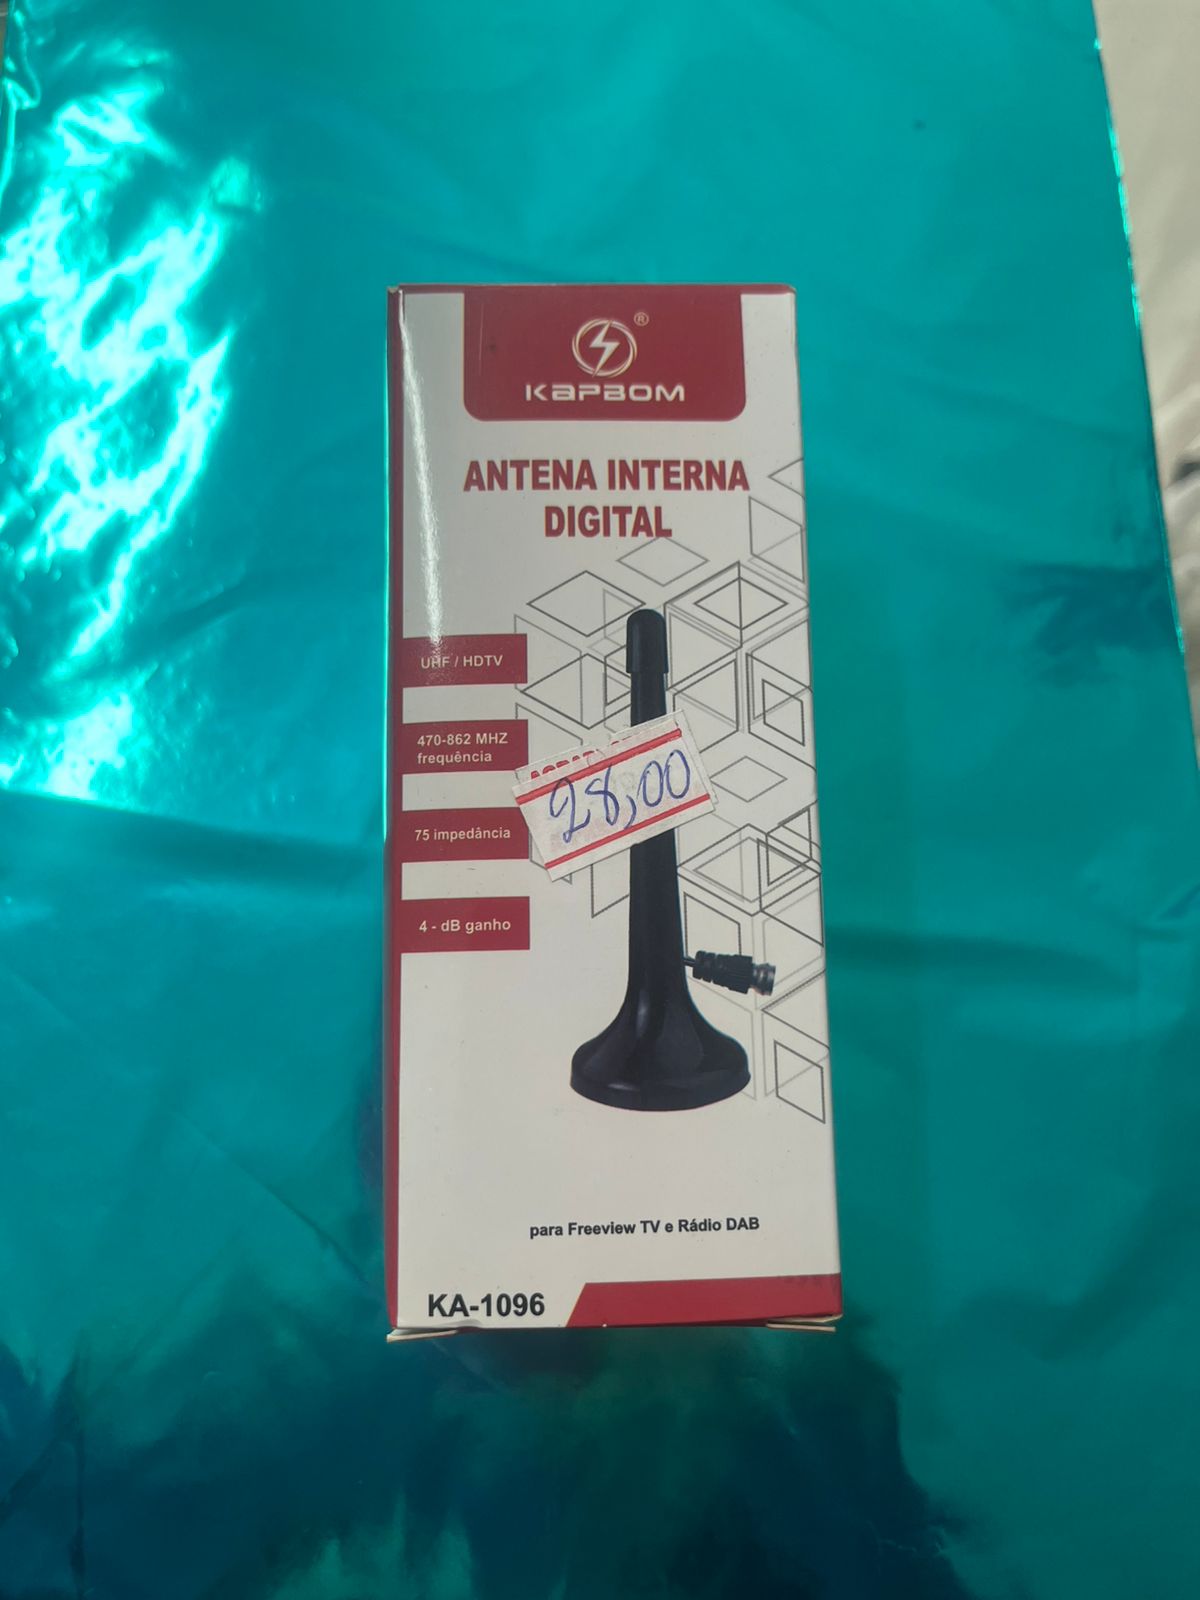 ®
KAPBOM
ANTENA INTERNA
DIGITAL
UHF / HDTV
470-862 MHZ
frequência
28,00
75 impedância
4 - dB ganho
para Freeview TV e Rádio DAB
KA-1096